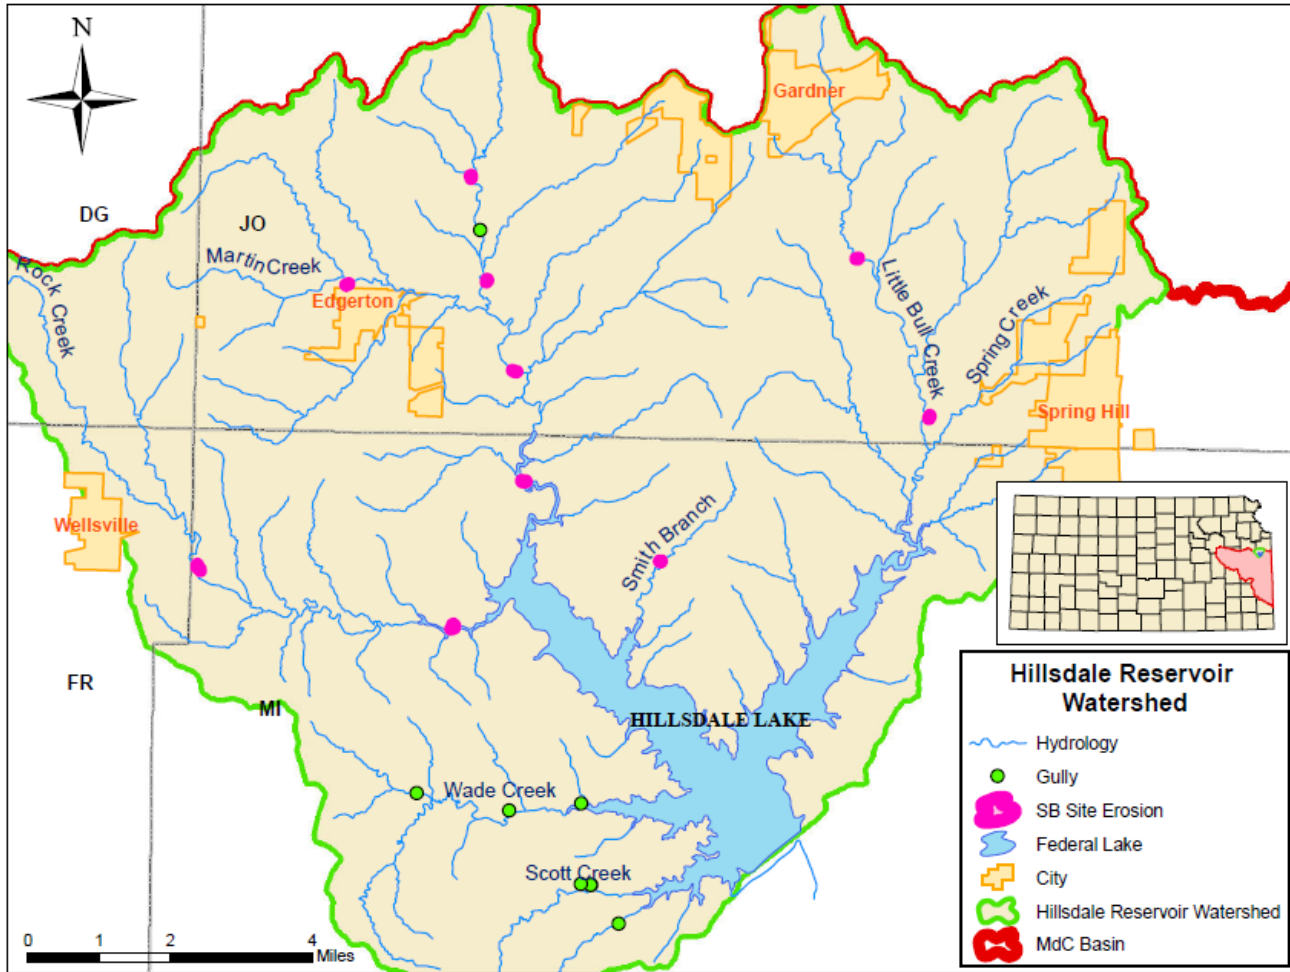 N
Gardner
DG
JO
Martin Creek
Rock Creek
Edgerton
Little Bull Creek
Spring Creek
Spring Hill
Wellsville
Smith Branch
FR
MI
HILLSDALE LAKE
Wade Creek
Scott Creek
0 1 2 4
Miles
Hillsdale Reservoir
Watershed
Hydrology
Gully
SB Site Erosion
Federal Lake
City
Hillsdale Reservoir Watershed
MdC Basin